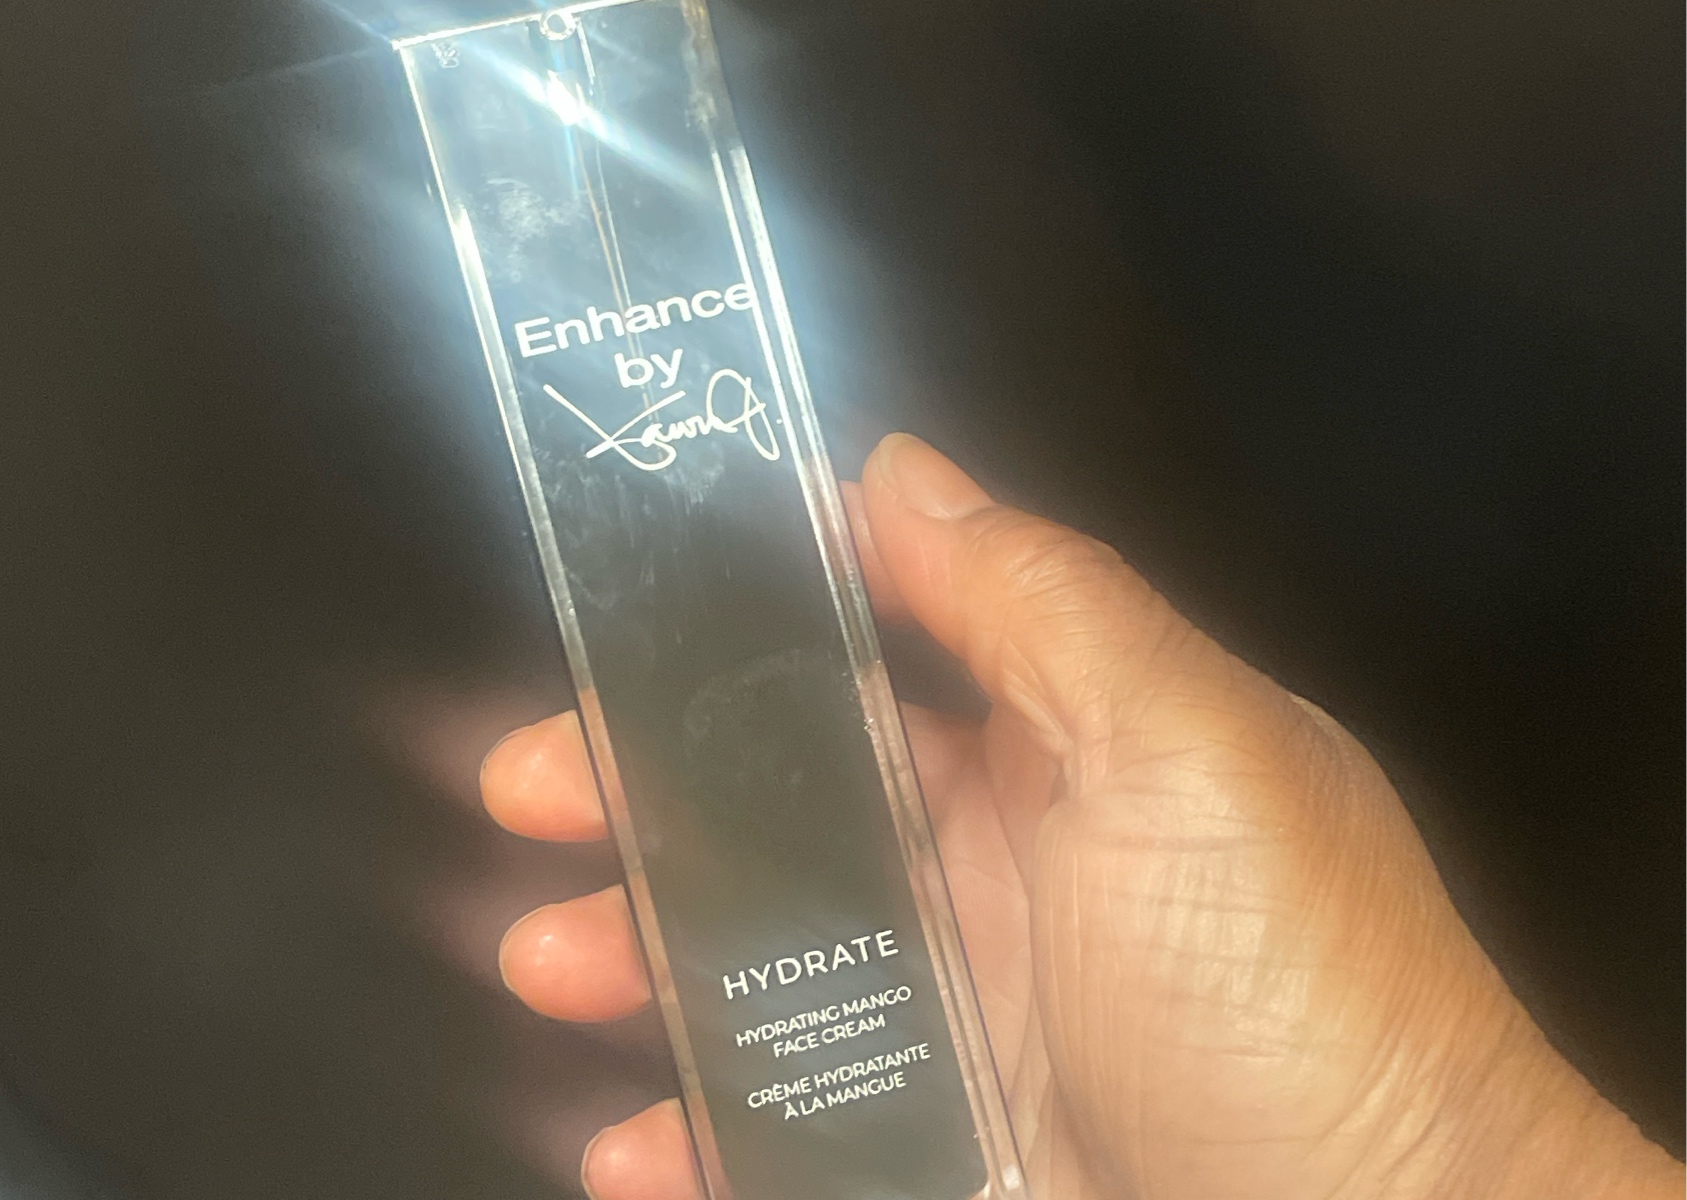 Enhance
by
HYDRATE
HYDRATING MANGO
FACE CREAM
CRÈME HYDRATANTE
À LA MANGUE